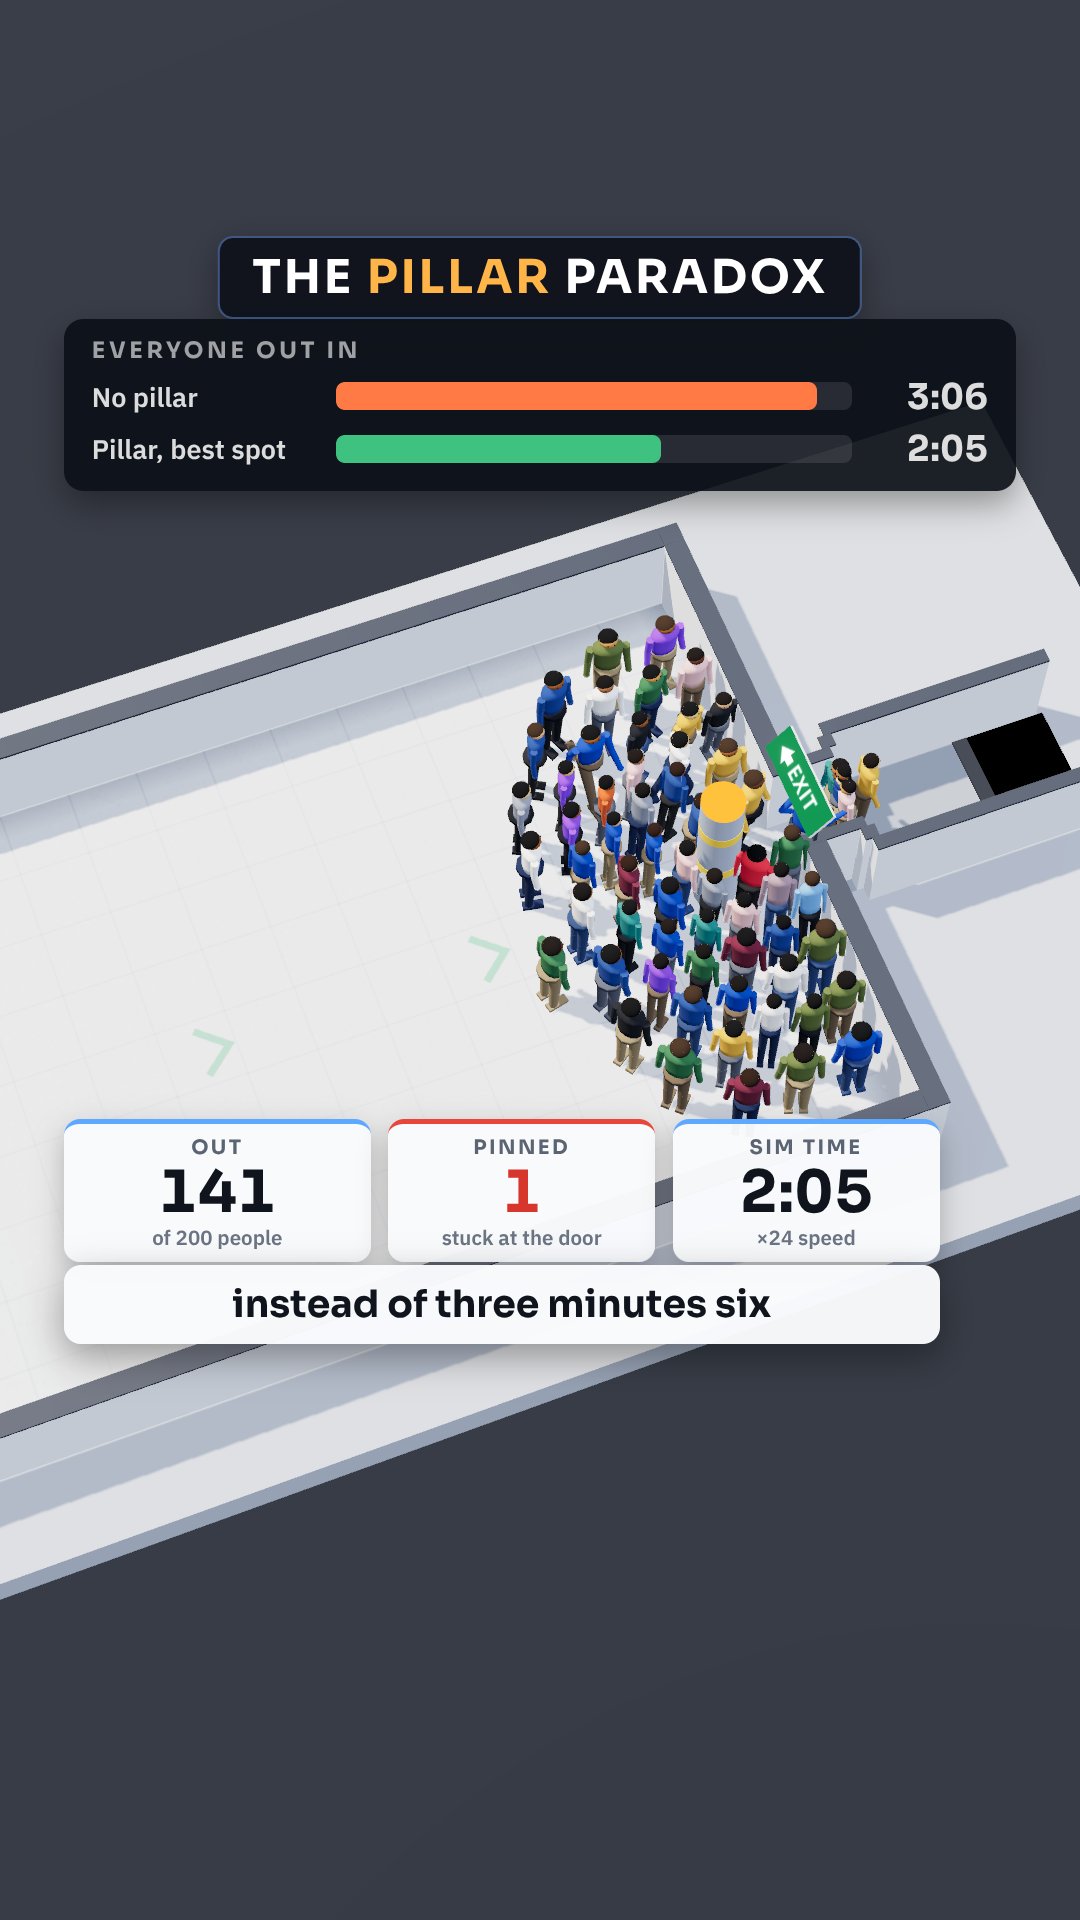 THE PILLAR PARADOX
EVERYONE OUT IN
No pillar 3:06
Pillar, best spot 2:05
EXIT
OUT
141
of 200 people
PINNED
1
stuck at the door
SIM TIME
2:05
×24 speed
instead of three minutes six